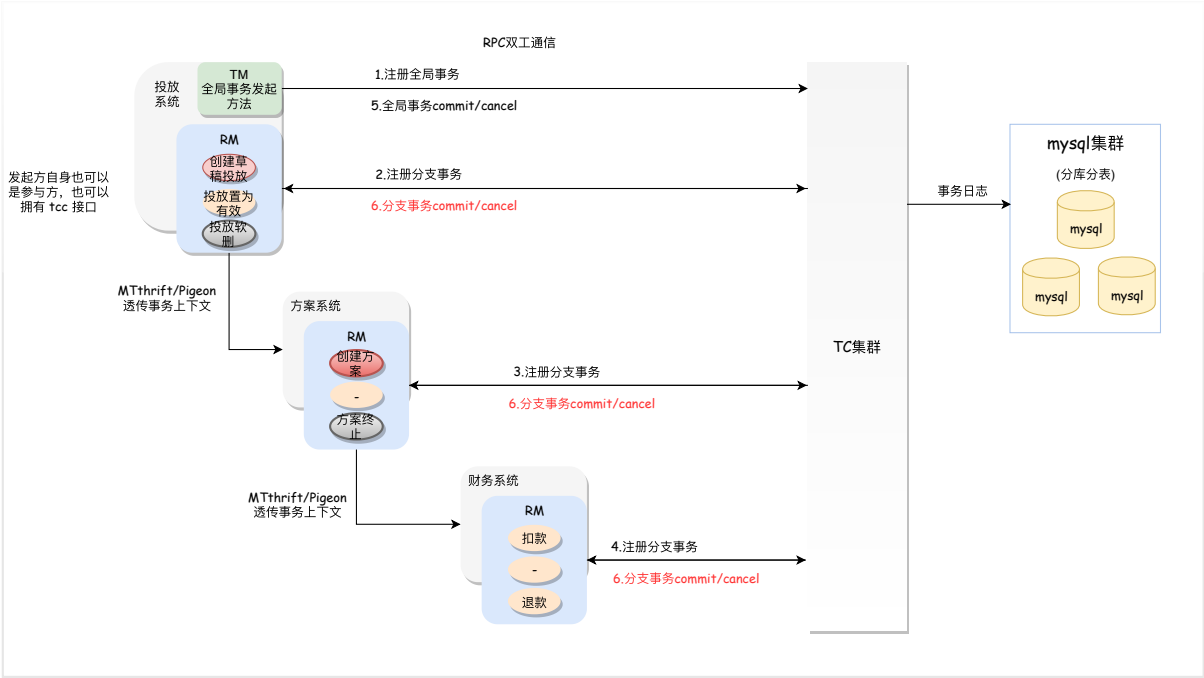 RPC双工通信
投放
系统
TM
全局事务发起
方法
1.注册全局事务
5.全局事务commit/cancel
RM
创建草
稿投放
投放置为
有效
投放软
删
发起方自身也可以
是参与方，也可以
拥有 tcc 接口
2.注册分支事务
6.分支事务commit/cancel
mysql集群
(分库分表)
mysql
mysql
mysql
事务日志
MTthrift/Pigeon
透传事务上下文
方案系统
RM
创建方
案
-
方案终
止
3.注册分支事务
6.分支事务commit/cancel
TC集群
MTthrift/Pigeon
透传事务上下文
财务系统
RM
扣款
-
退款
4.注册分支事务
6.分支事务commit/cancel